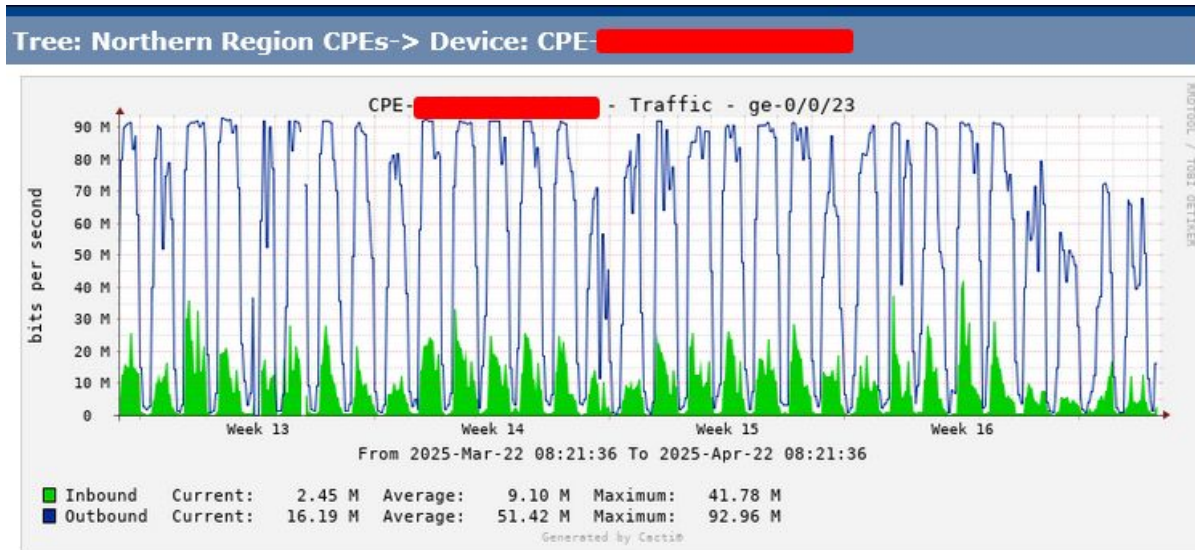 Tree: Northern Region CPEs-> Device: CPE-
CPE- - Traffic - ge-0/0/23
RRDTOOL / TOBI OETIKER
bits per second
90 M
80 M
70 M
60 M
50 M
40 M
30 M
20 M
10 M
0
Week 13 Week 14 Week 15 Week 16
From 2025-Mar-22 08:21:36 To 2025-Apr-22 08:21:36
Inbound Current: 2.45 M Average: 9.10 M Maximum: 41.78 M
Outbound Current: 16.19 M Average: 51.42 M Maximum: 92.96 M
Generated by Cacti®